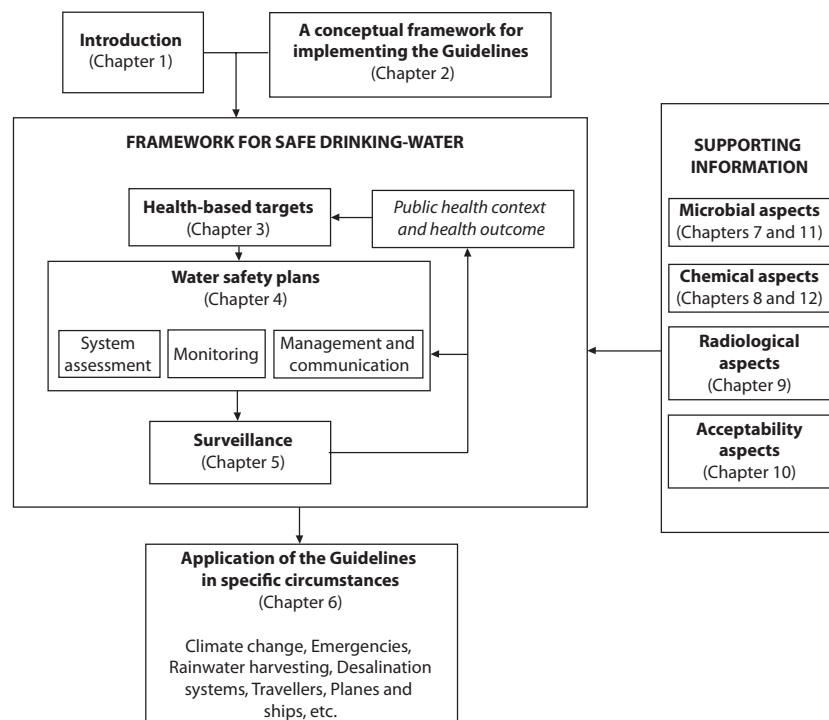 Introduction
(Chapter 1)
A conceptual framework for
implementing the Guidelines
(Chapter 2)
FRAMEWORK FOR SAFE DRINKING-WATER
Health-based targets
(Chapter 3)
Public health context
and health outcome
Water safety plans
(Chapter 4)
System
assessment
Monitoring
Management and
communication
Surveillance
(Chapter 5)
SUPPORTING
INFORMATION
Microbial aspects
(Chapters 7 and 11)
Chemical aspects
(Chapters 8 and 12)
Radiological
aspects
(Chapter 9)
Acceptability
aspects
(Chapter 10)
Application of the Guidelines
in specific circumstances
(Chapter 6)
Climate change, Emergencies,
Rainwater harvesting, Desalination
systems, Travellers, Planes and
ships, etc.